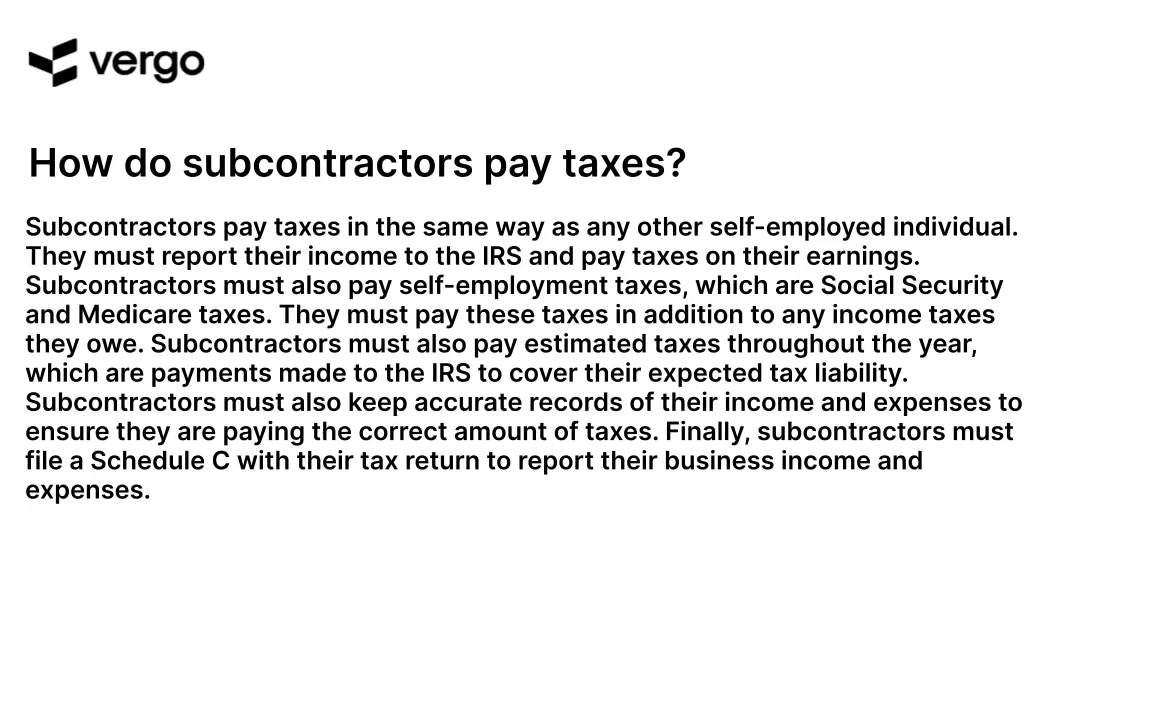 vergo
How do subcontractors pay taxes?
Subcontractors pay taxes in the same way as any other self-employed individual.
They must report their income to the IRS and pay taxes on their earnings.
Subcontractors must also pay self-employment taxes, which are Social Security
and Medicare taxes. They must pay these taxes in addition to any income taxes
they owe. Subcontractors must also pay estimated taxes throughout the year,
which are payments made to the IRS to cover their expected tax liability.
Subcontractors must also keep accurate records of their income and expenses to
ensure they are paying the correct amount of taxes. Finally, subcontractors must
file a Schedule C with their tax return to report their business income and
expenses.